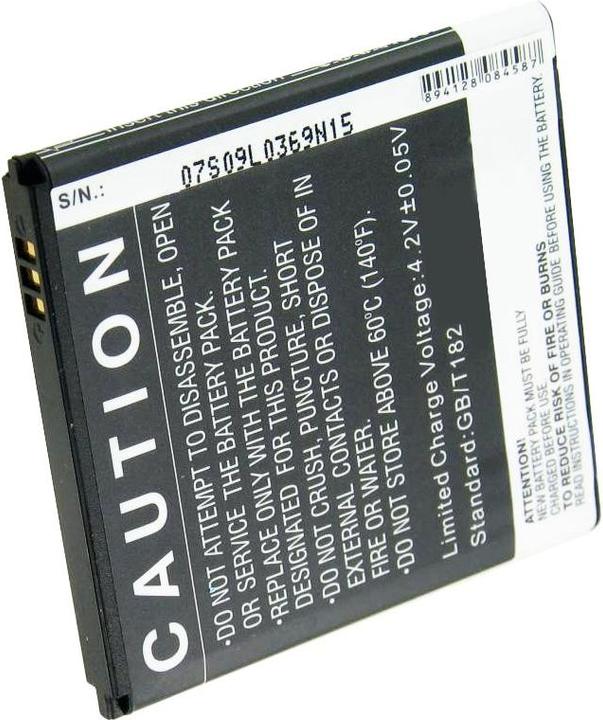 Insert this direction
S/N.:
07S09L0369N15
894128084587
CAUTION
•DO NOT ATTEMPT TO DISASSEMBLE, OPEN
OR SERVICE THE BATTERY PACK.
•REPLACE ONLY WITH THE BATTERY PACK
DESIGNATED FOR THIS PRODUCT.
•DO NOT CRUSH, PUNCTURE, SHORT
EXTERNAL CONTACTS OR DISPOSE OF IN
FIRE OR WATER.
•DO NOT STORE ABOVE 60°C (140°F).
Limited Charge Voltage:4.2V±0.05V
Standard:GB/T182
ATTENTION!
NEW BATTERY PACK MUST BE FULLY
CHARGED BEFORE USE.
TO REDUCE RISK OF FIRE OR BURNS
READ INSTRUCTIONS IN OPERATING GUIDE BEFORE USING THE BATTERY.